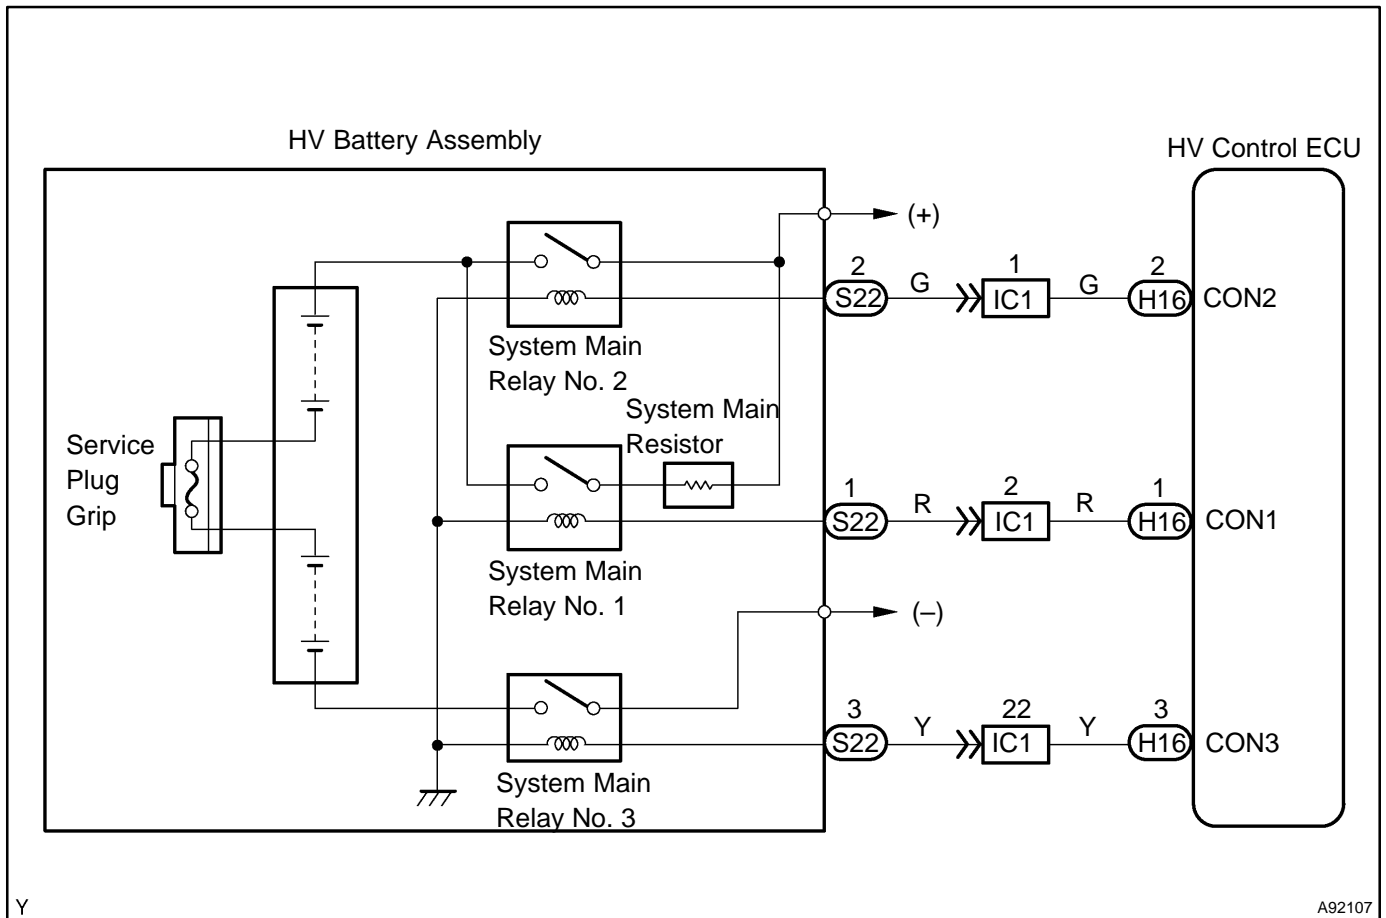 HV Battery Assembly
HV Control ECU
(+)
2
S22
G
1
IC1
G
2
H16
CON2
System Main
Relay No. 2
System Main
Resistor
Service
Plug
Grip
1
S22
R
2
IC1
R
1
H16
CON1
System Main
Relay No. 1
(–)
3
S22
Y
22
IC1
Y
3
H16
CON3
System Main
Relay No. 3
Y
A92107